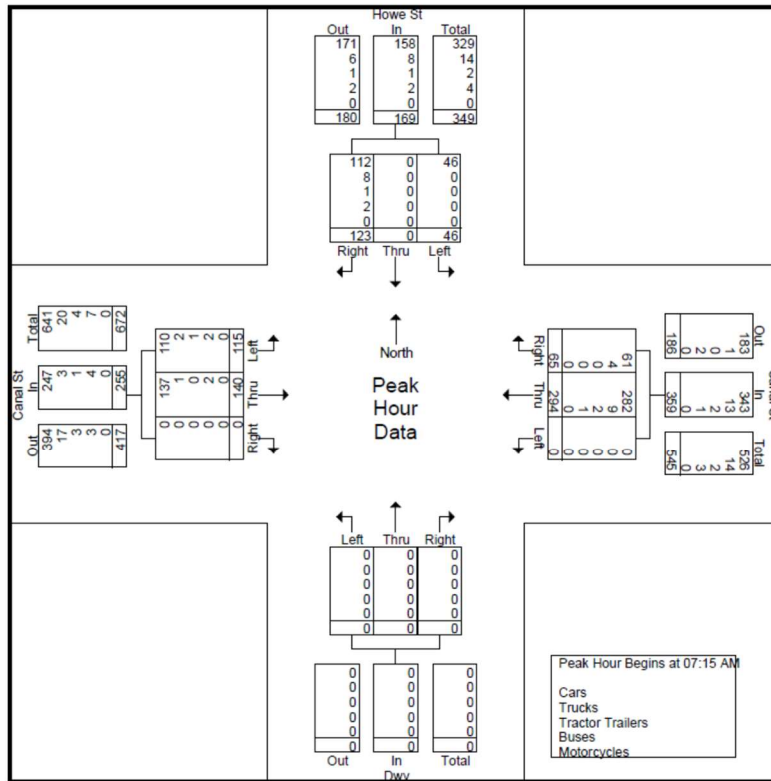 Howe St
Out In Total
171 158 329
6 8 14
1 1 2
2 2 4
0 0 0
180 169 349
112 0 46
8 0 0
1 0 0
2 0 0
0 0 0
123 0 46
Right Thru Left
Canal St
Total
641 20 4 7 0 672
In
247 3 1 4 0 255
Out
394 17 3 3 0 417
110 2 1 2 0 115
Left
137 1 0 2 0 140
Thru
0 0 0 0 0 0
Right
North
Peak
Hour
Data
Right
61 4 0 0 0 65
Thru
282 9 2 1 0 294
Left
0 0 0 0 0 0
Out
183 1 0 2 0 186
In
343 13 2 1 0 359
Total
526 14 2 3 0 545
Left Thru Right
0 0 0
0 0 0
0 0 0
0 0 0
0 0 0
0 0 0
0 0 0
0 0 0
0 0 0
0 0 0
0 0 0
0 0 0
Out In Total
Dwy
Peak Hour Begins at 07:15 AM
Cars
Trucks
Tractor Trailers
Buses
Motorcycles